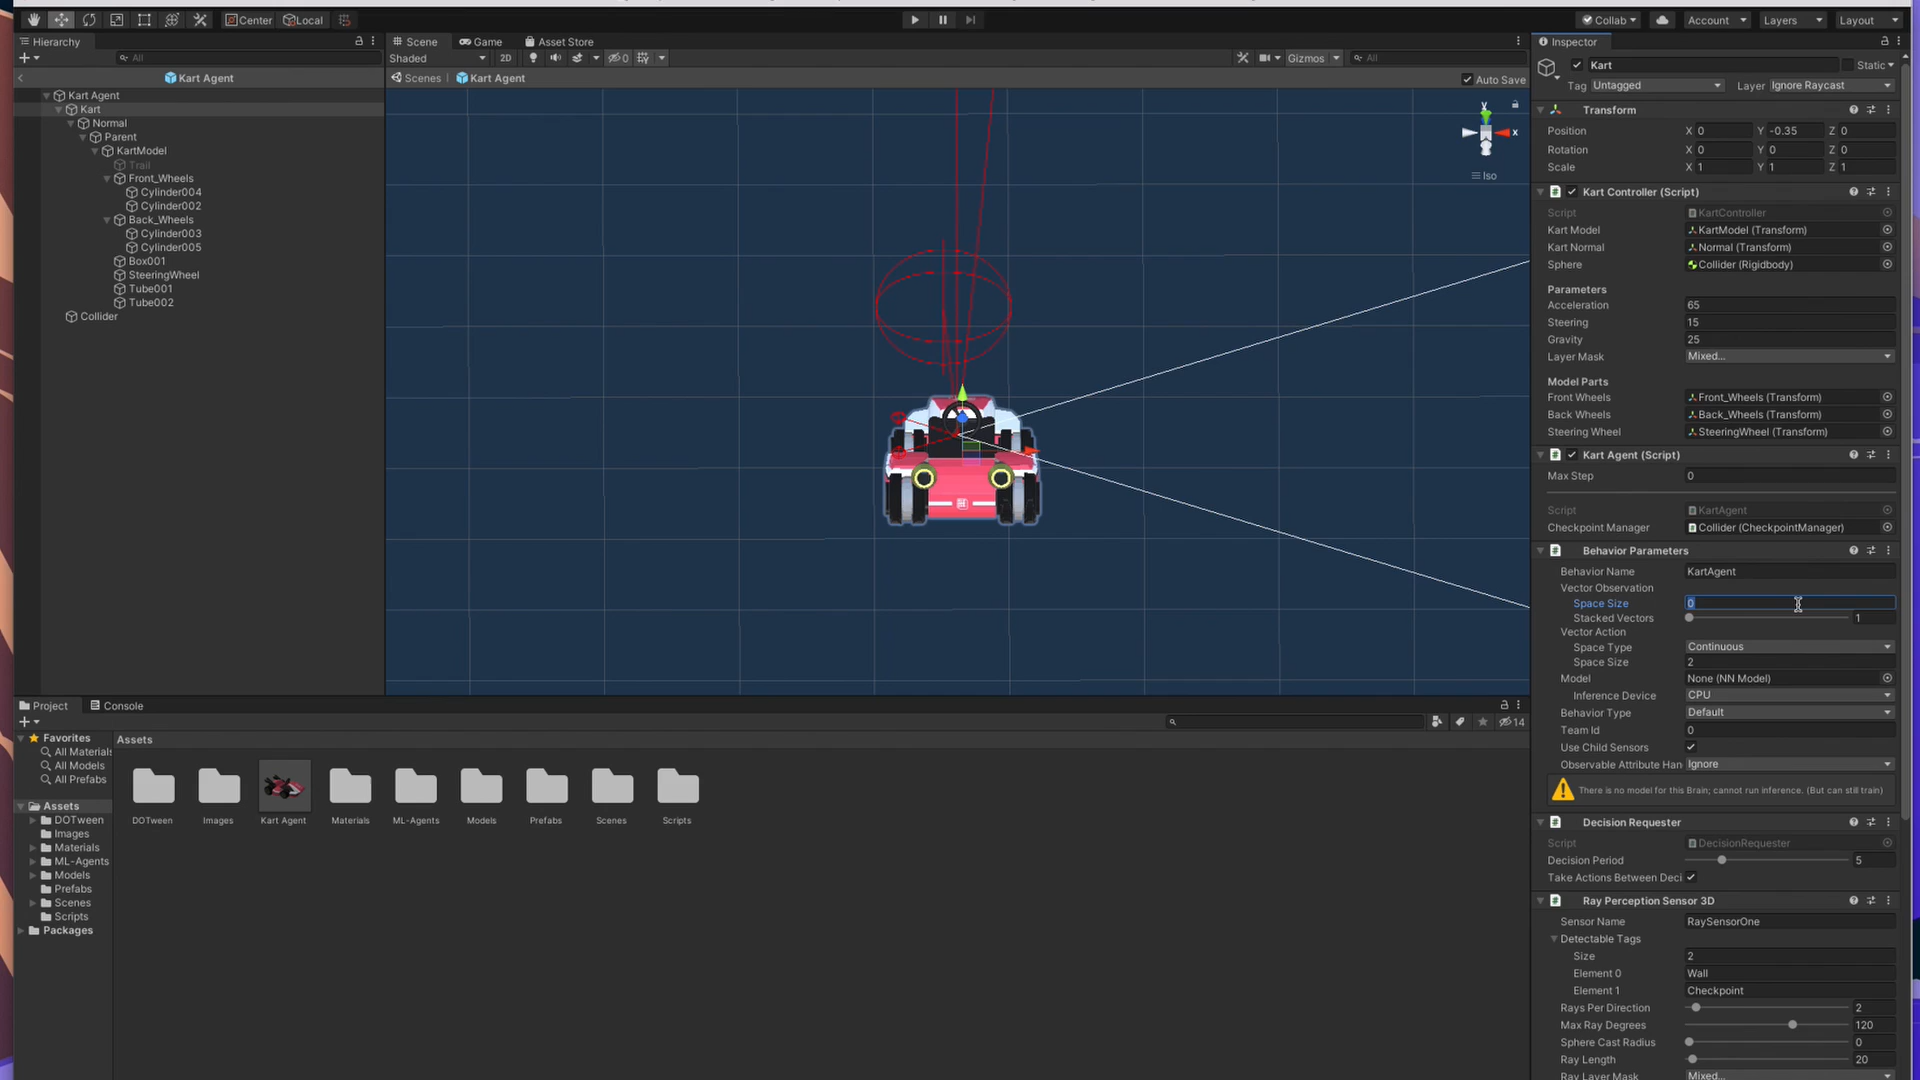 Center
Local
Collab
Account
Layers
Layout
Hierarchy
All
Kart Agent
Kart Agent
Kart
Normal
Parent
KartModel
Trail
Front_Wheels
Cylinder004
Cylinder002
Back_Wheels
Cylinder003
Cylinder005
Box001
SteeringWheel
Tube001
Tube002
Collider
Scene
Game
Asset Store
Shaded
2D
0
Gizmos
All
Scenes
Kart Agent
Auto Save
y
x
Iso
Inspector
Kart
Static
Tag Untagged
Layer Ignore Raycast
Transform
Position X 0 Y -0.35 Z 0
Rotation X 0 Y 0 Z 0
Scale X 1 Y 1 Z 1
Kart Controller (Script)
Script KartController
Kart Model KartModel (Transform)
Kart Normal Normal (Transform)
Sphere Collider (Rigidbody)
Parameters
Acceleration 65
Steering 15
Gravity 25
Layer Mask Mixed...
Model Parts
Front Wheels Front_Wheels (Transform)
Back Wheels Back_Wheels (Transform)
Steering Wheel SteeringWheel (Transform)
Kart Agent (Script)
Max Step 0
Script KartAgent
Checkpoint Manager Collider (CheckpointManager)
Behavior Parameters
Behavior Name KartAgent
Vector Observation
Space Size 0
Stacked Vectors 1
Vector Action
Space Type Continuous
Space Size 2
Model None (NN Model)
Inference Device CPU
Behavior Type Default
Team Id 0
Use Child Sensors
Observable Attribute Han Ignore
There is no model for this Brain; cannot run inference. (But can still train)
Decision Requester
Script DecisionRequester
Decision Period 5
Take Actions Between Deci
Ray Perception Sensor 3D
Sensor Name RaySensorOne
Detectable Tags
Size 2
Element 0 Wall
Element 1 Checkpoint
Rays Per Direction 2
Max Ray Degrees 120
Sphere Cast Radius 0
Ray Length 20
Ray Layer Mask Mixed...
Project
Console
14
Favorites
All Materials
All Models
All Prefabs
Assets
DOTween
Images
Materials
ML-Agents
Models
Prefabs
Scenes
Scripts
Packages
Assets
DOTween
Images
Kart Agent
Materials
ML-Agents
Models
Prefabs
Scenes
Scripts